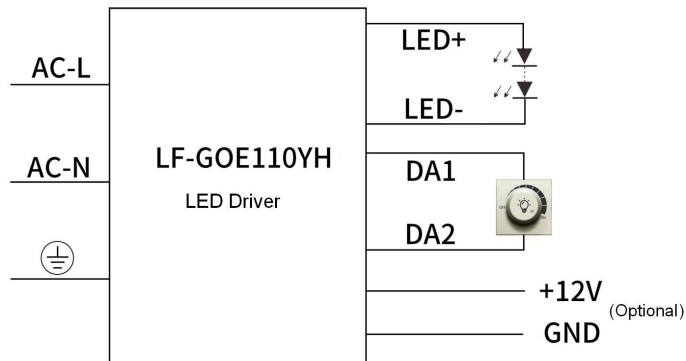 LED+
AC-L
LED-
LF-GOE110YH
AC-N
DA1
LED Driver
DA2
+12V
(Optional)
GND